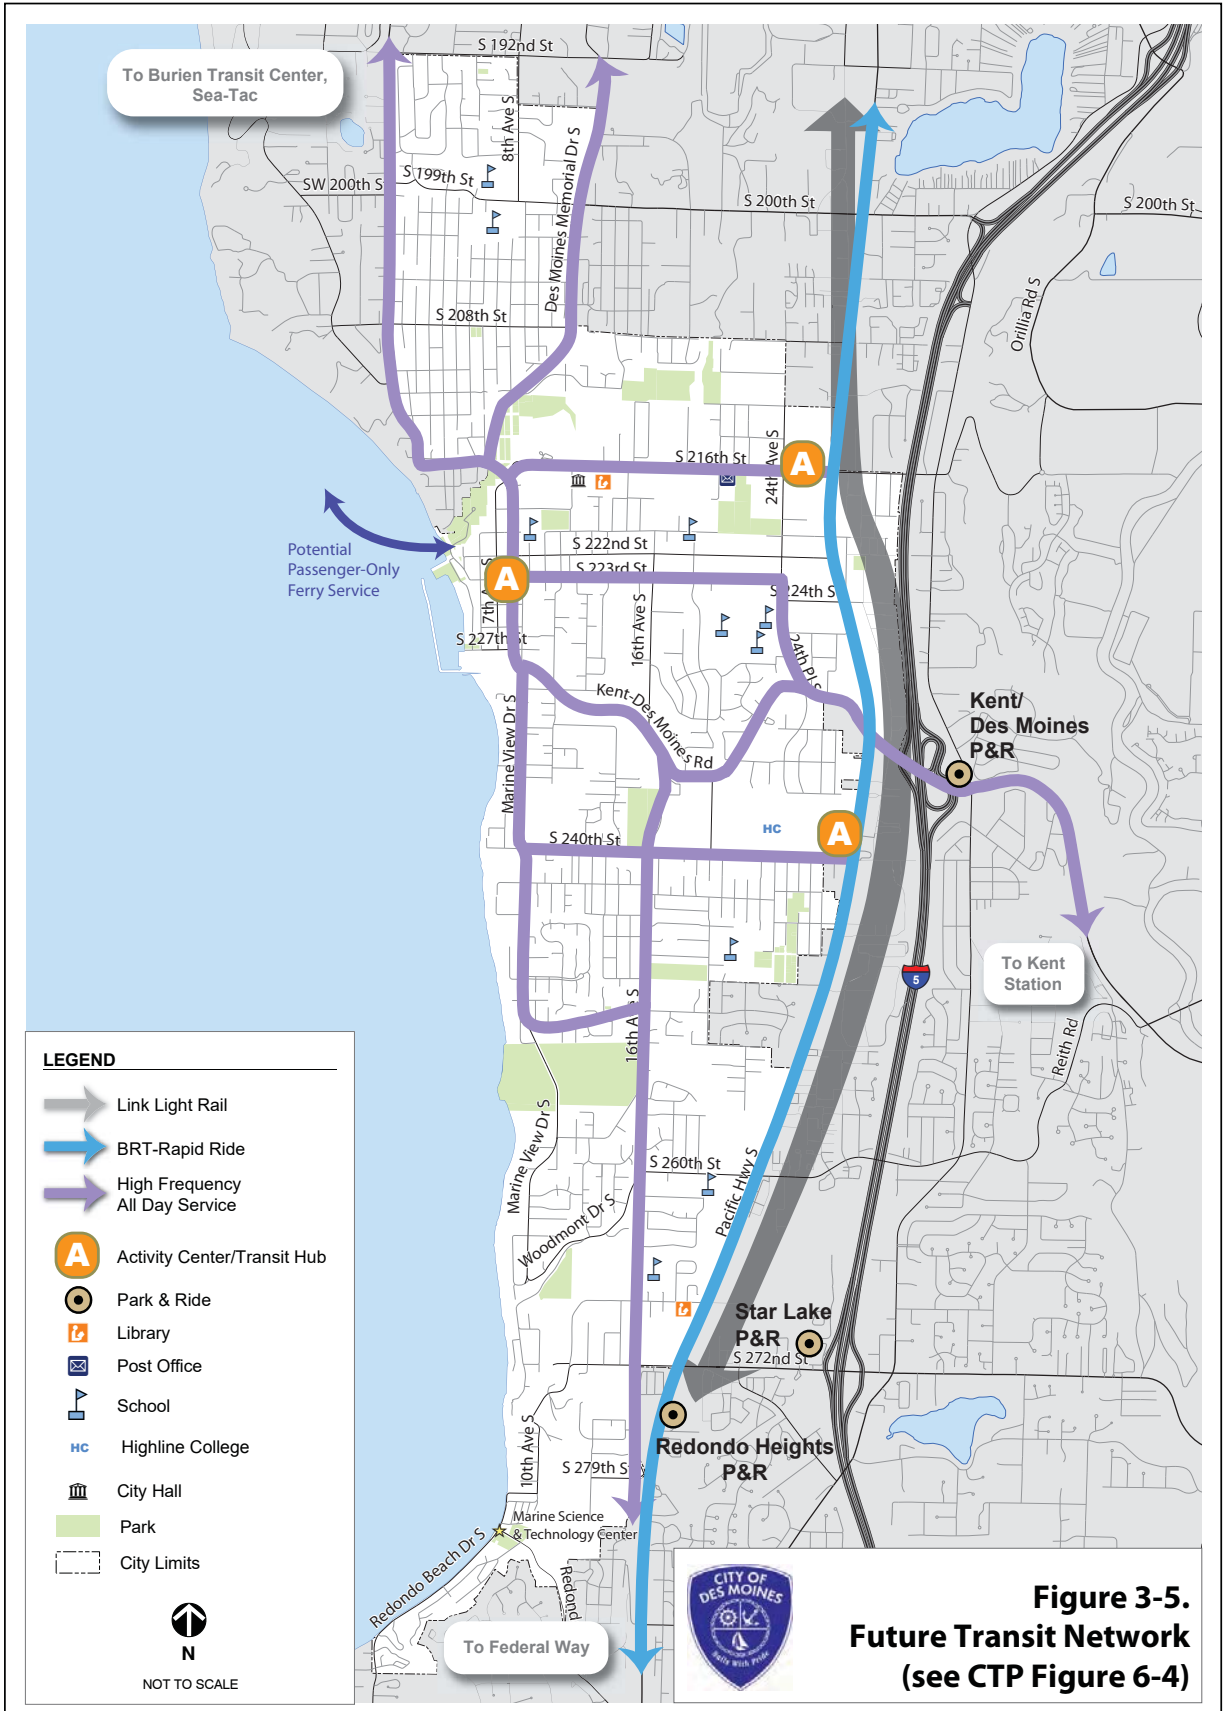 S 192nd St
To Burien Transit Center,
Sea-Tac
8th Ave S
Des Moines Memorial Dr S
S 199th St
SW 200th S
S 200th St
S 200th St
Orillia Rd S
S 208th St
S 216th St
24th Ave S
A
Potential
Passenger-Only
Ferry Service
S 222nd St
S 223rd St
A
7th A
S
S 224th S
S 227th St
16th Ave S
24th Pl S
Kent-Des Moines Rd
Marine View Dr S
Kent/
Des Moines
P&R
HC
A
S 240th St
To Kent
Station
5
16th A
S
Reith Rd
Marine View Dr S
S 260th St
Pacific Hwy S
Woodmont Dr S
Star Lake
P&R
S 272nd St
10th Ave S
Redondo Heights
P&R
S 279th St
Marine Science
& Technology Center
Redondo Beach Dr S
Redond
To Federal Way
LEGEND
Link Light Rail
BRT-Rapid Ride
High Frequency
All Day Service
A
Activity Center/Transit Hub
Park & Ride
Library
Post Office
School
HC
Highline College
City Hall
Park
City Limits
N
NOT TO SCALE
CITY OF
DES MOINES
Sails With Pride
Figure 3-5.
Future Transit Network
(see CTP Figure 6-4)